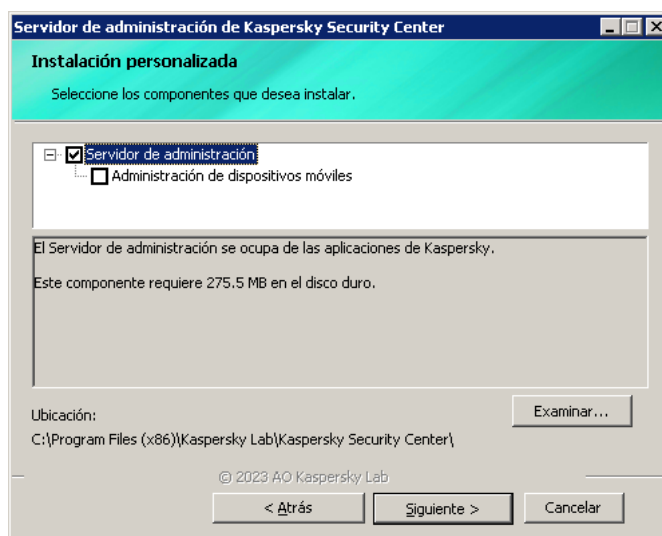 Servidor de administración de Kaspersky Security Center
Instalación personalizada
Seleccione los componentes que desea instalar.
Servidor de administración
Administración de dispositivos móviles
El Servidor de administración se ocupa de las aplicaciones de Kaspersky.
Este componente requiere 275.5 MB en el disco duro.
Ubicación:
Examinar...
C:\Program Files (x86)\Kaspersky Lab\Kaspersky Security Center\
© 2023 AO Kaspersky Lab
< Atrás
Siguiente >
Cancelar